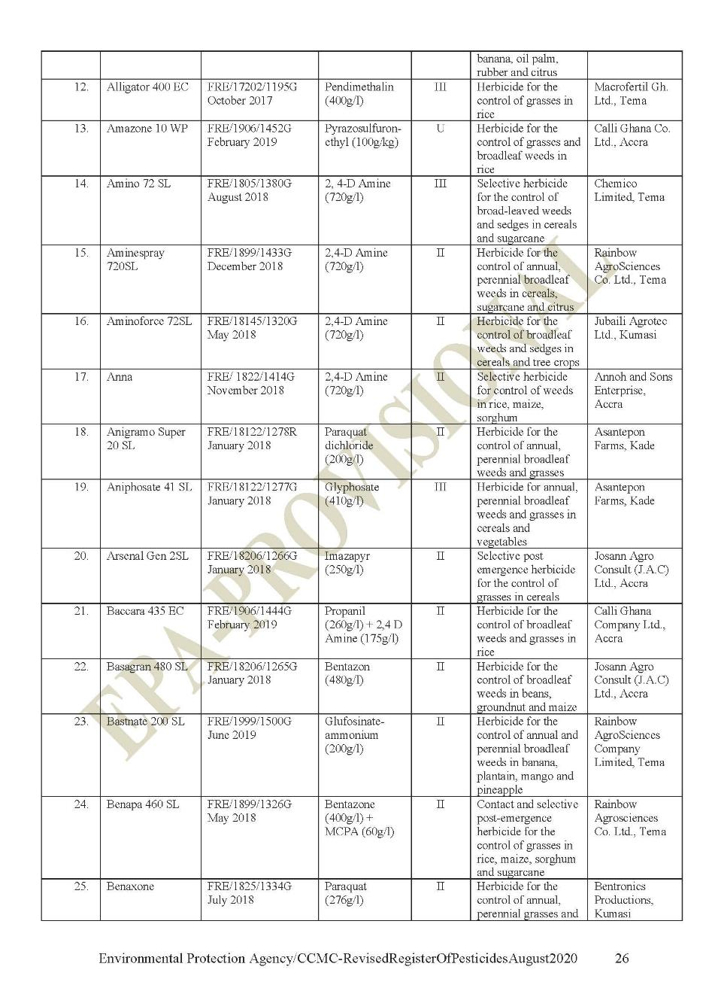 banana, oil palm,
rubber and citrus
12. Alligator 400 EC FRE/17202/1195G Pendimethalin III Herbicide for the Macrofertil Gh.
October 2017 (400g/l) control of grasses in Ltd., Tema
rice
13. Amazone 10 WP FRE/1906/1452G Pyrazosulfuron- U Herbicide for the Calli Ghana Co.
February 2019 ethyl (100g/kg) control of grasses and Ltd., Accra
broadleaf weeds in
rice
14. Amino 72 SL FRE/1805/1380G 2, 4-D Amine III Selective herbicide Chemico
August 2018 (720g/l) for the control of Limited, Tema
broad-leaved weeds
and sedges in cereals
and sugarcane
15. Aminespray FRE/1899/1433G 2,4-D Amine II Herbicide for the Rainbow
720SL December 2018 (720g/l) control of annual, AgroSciences
perennial broadleaf Co. Ltd., Tema
weeds in cereals,
sugarcane and citrus
16. Aminoforce 72SL FRE/18145/1320G 2,4-D Amine II Herbicide for the Jubaili Agrotec
May 2018 (720g/l) control of broadleaf Ltd., Kumasi
weeds and sedges in
cereals and tree crops
17. Anna FRE/ 1822/1414G 2,4-D Amine II Selective herbicide Annoh and Sons
November 2018 (720g/l) for control of weeds Enterprise,
in rice, maize, Accra
sorghum
18. Anigramo Super FRE/18122/1278R Paraquat II Herbicide for the Asantepon
20 SL January 2018 dichloride control of annual, Farms, Kade
(200g/l) perennial broadleaf
weeds and grasses
19. Aniphosate 41 SL FRE/18122/1277G Glyphosate III Herbicide for annual, Asantepon
January 2018 (410g/l) perennial broadleaf Farms, Kade
weeds and grasses in
cereals and
vegetables
20. Arsenal Gen 2SL FRE/18206/1266G Imazapyr II Selective post Josann Agro
January 2018 (250g/l) emergence herbicide Consult (J.A.C)
for the control of Ltd., Accra
grasses in cereals
21. Baccara 435 EC FRE/1906/1444G Propanil II Herbicide for the Calli Ghana
February 2019 (260g/l) + 2,4 D control of broadleaf Company Ltd.,
Amine (175g/l) weeds and grasses in Accra
rice
22. Basagran 480 SL FRE/18206/1265G Bentazon II Herbicide for the Josann Agro
January 2018 (480g/l) control of broadleaf Consult (J.A.C)
weeds in beans, Ltd., Accra
groundnut and maize
23. Bastnate 200 SL FRE/1999/1500G Glufosinate- II Herbicide for the Rainbow
June 2019 ammonium control of annual and AgroSciences
(200g/l) perennial broadleaf Company
weeds in banana, Limited, Tema
plantain, mango and
pineapple
24. Benapa 460 SL FRE/1899/1326G Bentazone II Contact and selective Rainbow
May 2018 (400g/l) + post-emergence Agrosciences
MCPA (60g/l) herbicide for the Co. Ltd., Tema
control of grasses in
rice, maize, sorghum
and sugarcane
25. Benaxone FRE/1825/1334G Paraquat II Herbicide for the Bentronics
July 2018 (276g/l) control of annual, Productions,
perennial grasses and Kumasi
EPA-PROVISIONAL
Environmental Protection Agency/CCMC-RevisedRegisterOfPesticidesAugust2020 26